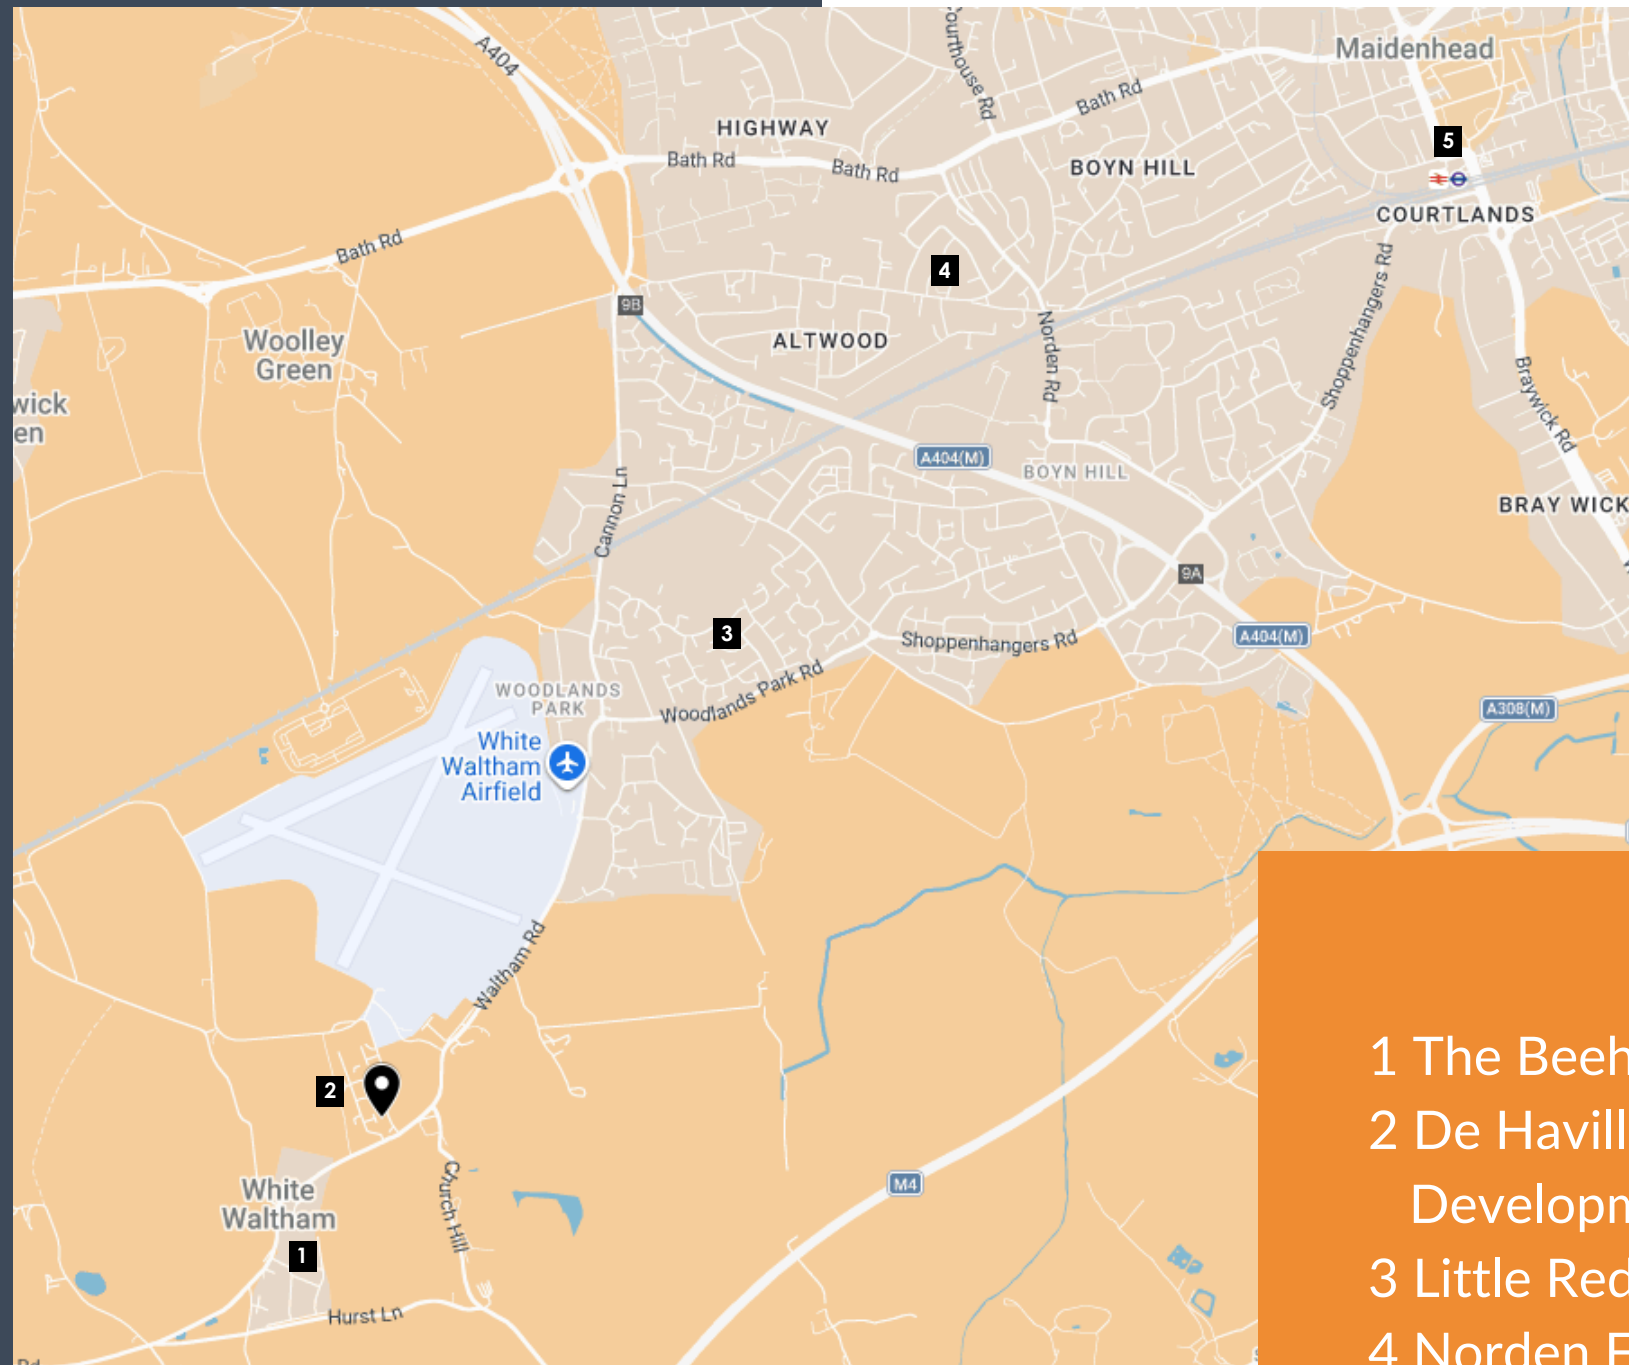 A404
Courthouse Rd
Maidenhead
Bath Rd
HIGHWAY
Bath Rd
Bath Rd
BOYN HILL
5
COURTLANDS
Bath Rd
4
Shoppenhangers Rd
9B
Woolley
Green
ALTWOOD
Norden Rd
wick
en
Braywick Rd
A404(M)
BOYN HILL
Cannon Ln
BRAY WICK
9A
3
Shoppenhangers Rd
A404(M)
WOODLANDS
PARK
Woodlands Park Rd
A308(M)
White
Waltham
Airfield
Waltham Rd
2
Church Hill
M4
White
Waltham
1
Hurst Ln
Rd
1 The Beeh
2 De Havill
Developm
3 Little Red
4 Norden F